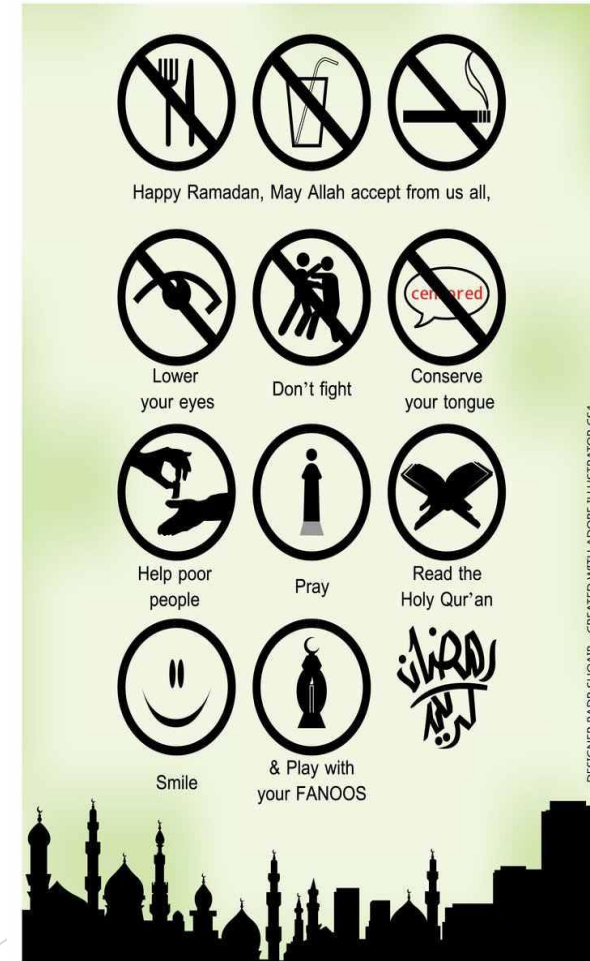 Happy Ramadan, May Allah accept from us all,
censored
Lower
your eyes
Don't fight
Conserve
your tongue
Help poor
people
Pray
Read the
Holy Qur'an
Smile
& Play with
your FANOOS
رمضان
كريم
DESIGNER BADR SHOAIB - CREATED WITH ADOBE ILLUSTRATOR CS4